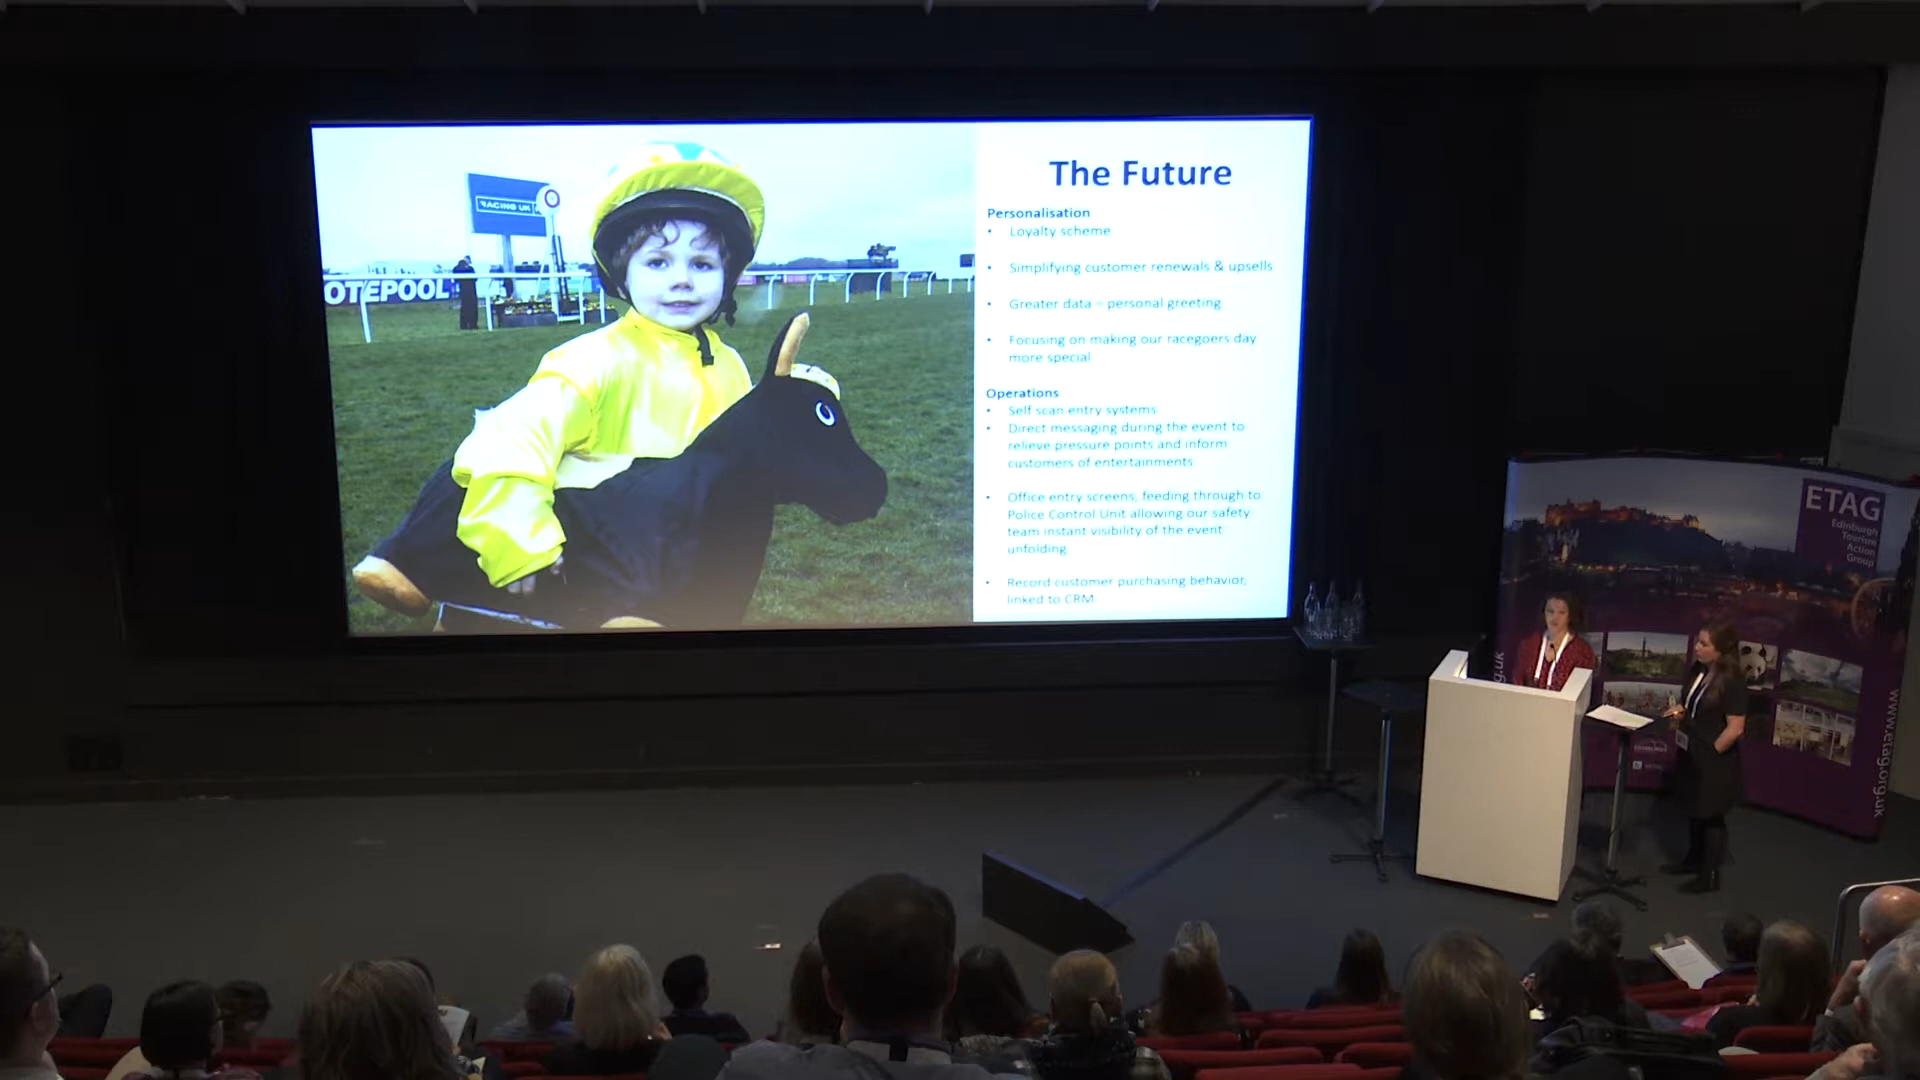 RACING UK
OTEPOOL
The Future
Personalisation
• Loyalty scheme
• Simplifying customer renewals & upsells
• Greater data = personal greeting
• Focusing on making our racegoers day
more special
Operations
• Self scan entry systems
• Direct messaging during the event to
relieve pressure points and inform
customers of entertainments
• Office entry screens, feeding through to
Police Control Unit allowing our safety
team instant visibility of the event
unfolding
• Record customer purchasing behavior,
linked to CRM
ETAG
Edinburgh
Tourism
Action
Group
g.uk
www.etag.org.uk